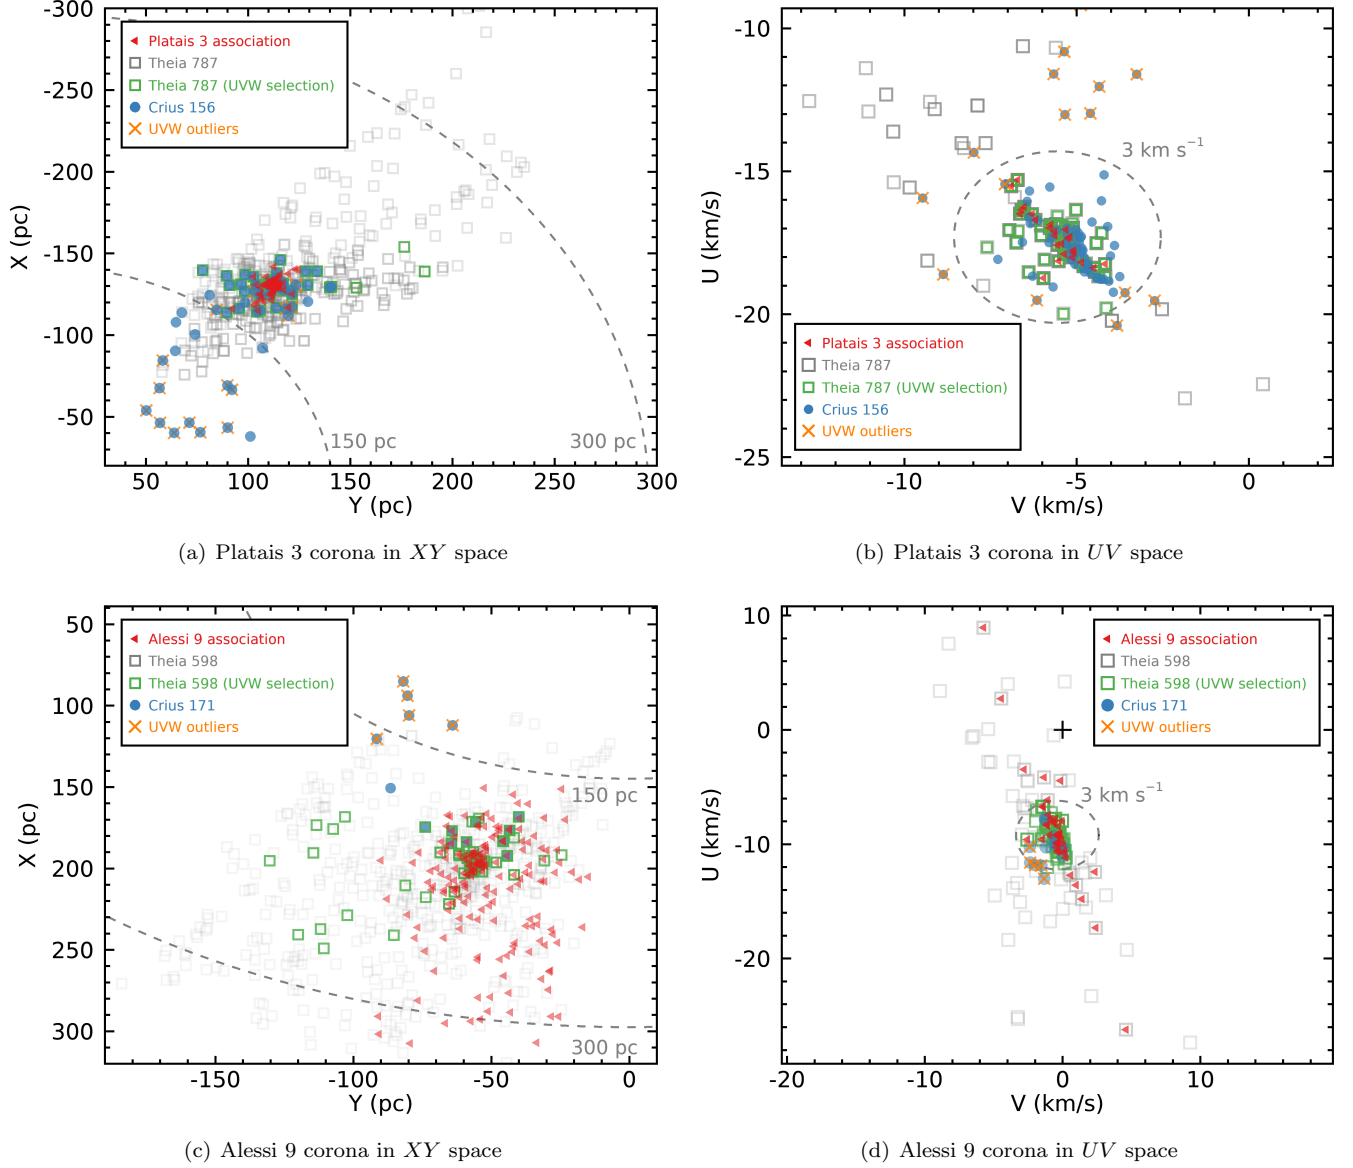 -300
-250
-200
-150
-100
-50
X (pc)
Platais 3 association
Theia 787
Theia 787 (UVW selection)
Crius 156
UVW outliers
150 pc
300 pc
50 100 150 200 250 300
Y (pc)
(a) Platais 3 corona in XY space
-10
-15
-20
-25
U (km/s)
3 km s⁻¹
Platais 3 association
Theia 787
Theia 787 (UVW selection)
Crius 156
UVW outliers
-10 -5 0
V (km/s)
(b) Platais 3 corona in UV space
50
100
150
200
250
300
X (pc)
Alessi 9 association
Theia 598
Theia 598 (UVW selection)
Crius 171
UVW outliers
150 pc
300 pc
-150 -100 -50 0
Y (pc)
(c) Alessi 9 corona in XY space
10
0
-10
-20
U (km/s)
Alessi 9 association
Theia 598
Theia 598 (UVW selection)
Crius 171
UVW outliers
3 km s⁻¹
-20 -10 0 10
V (km/s)
(d) Alessi 9 corona in UV space